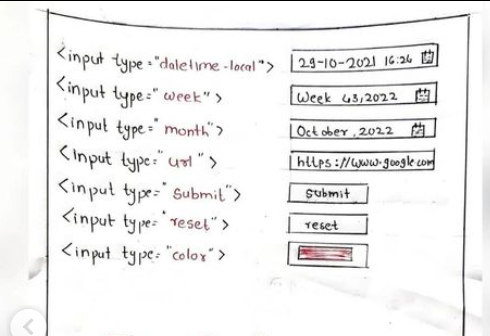 <input type="datetime-local"> 29-10-2021 16:26
<input type="week"> Week 43,2022
<input type="month"> October, 2022
<input type="url"> https://www.google.com
<input type="Submit"> Submit
<input type="reset"> reset
<input type="color">